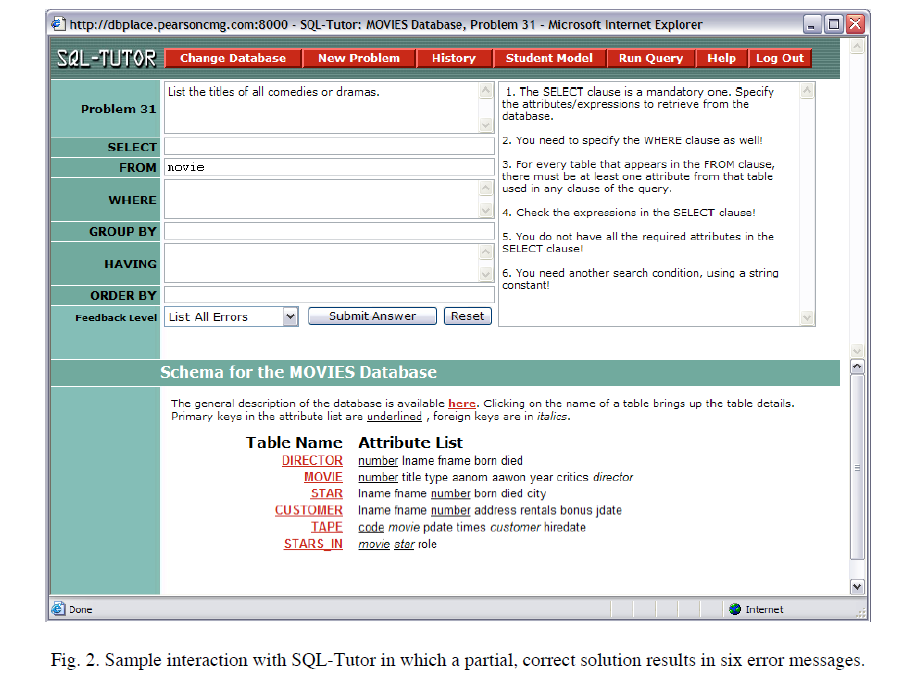 http://dbplace.pearsoncmg.com:8000 - SQL-Tutor: MOVIES Database, Problem 31 - Microsoft Internet Explorer
SQL-TUTOR Change Database New Problem History Student Model Run Query Help Log Out
Problem 31
List the titles of all comedies or dramas.
SELECT
FROM movie
WHERE
GROUP BY
HAVING
ORDER BY
Feedback Level List All Errors Submit Answer Reset
1. The SELECT clause is a mandatory one. Specify
the attributes/expressions to retrieve from the
database.
2. You need to specify the WHERE clause as well!
3. For every table that appears in the FROM clause,
there must be at least one attribute from that table
used in any clause of the query.
4. Check the expressions in the SELECT clause!
5. You do not have all the required attributes in the
SELECT clause!
6. You need another search condition, using a string
constant!
Schema for the MOVIES Database
The general description of the database is available here. Clicking on the name of a table brings up the table details.
Primary keys in the attribute list are underlined , foreign keys are in italics.
Table Name Attribute List
DIRECTOR number lname fname born died
MOVIE number title type aanom aawon year critics director
STAR lname fname number born died city
CUSTOMER lname fname number address rentals bonus jdate
TAPE code movie pdate times customer hiredate
STARS_IN movie star role
Done Internet
Fig. 2. Sample interaction with SQL-Tutor in which a partial, correct solution results in six error messages.